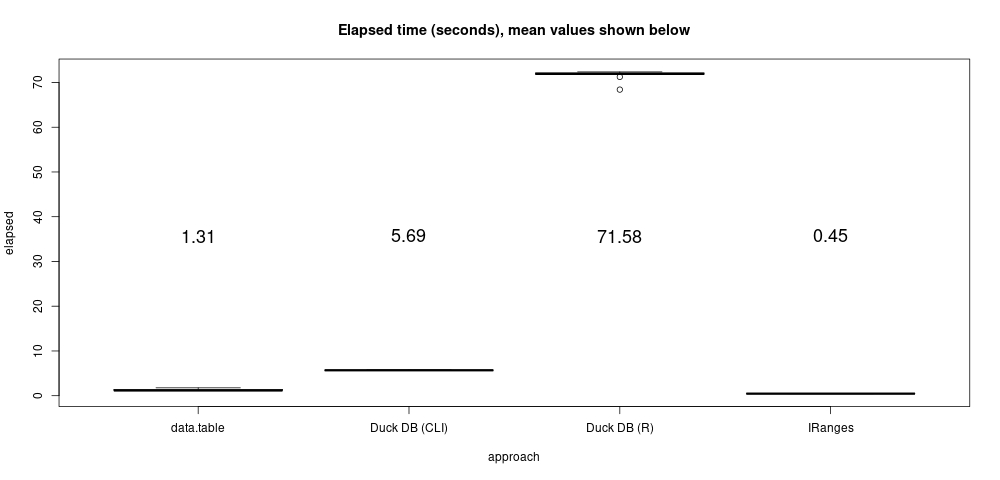 Elapsed time (seconds), mean values shown below
elapsed
70
60
50
40
30
20
10
0
1.31
5.69
71.58
0.45
data.table
Duck DB (CLI)
Duck DB (R)
IRanges
approach